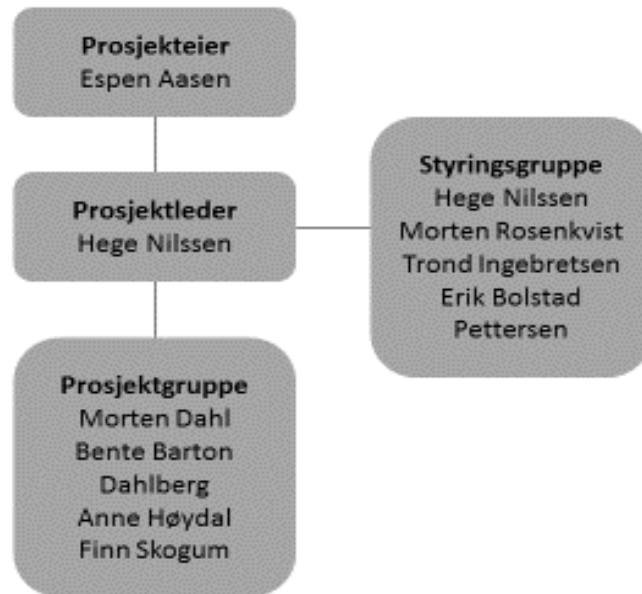 Prosjekteier
Espen Aasen
Prosjektleder
Hege Nilssen
Styringsgruppe
Hege Nilssen
Morten Rosenkvist
Trond Ingebretsen
Erik Bolstad
Pettersen
Prosjektgruppe
Morten Dahl
Bente Barton
Dahlberg
Anne Høydal
Finn Skogum